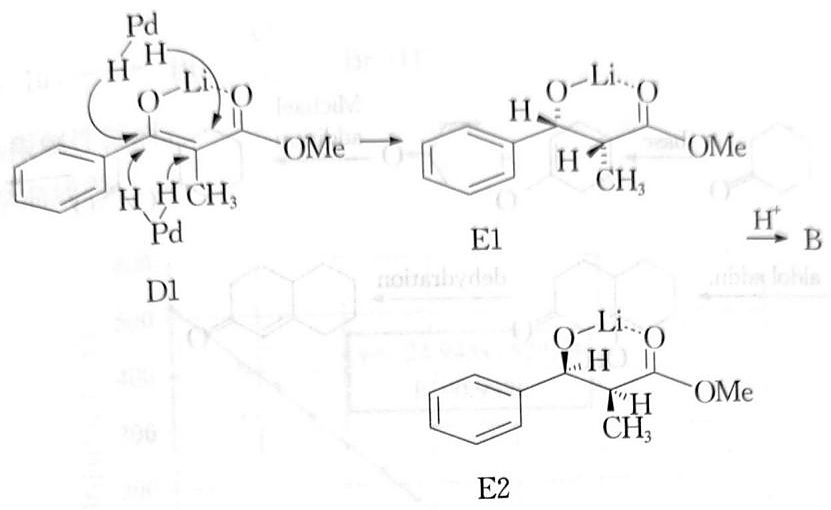 Pd
H H
O Li O
OMe
H H CH₃
Pd
D1
O Li O
H
H
OMe
CH₃
E1
H⁺
B
O Li O
H
H
OMe
CH₃
E2